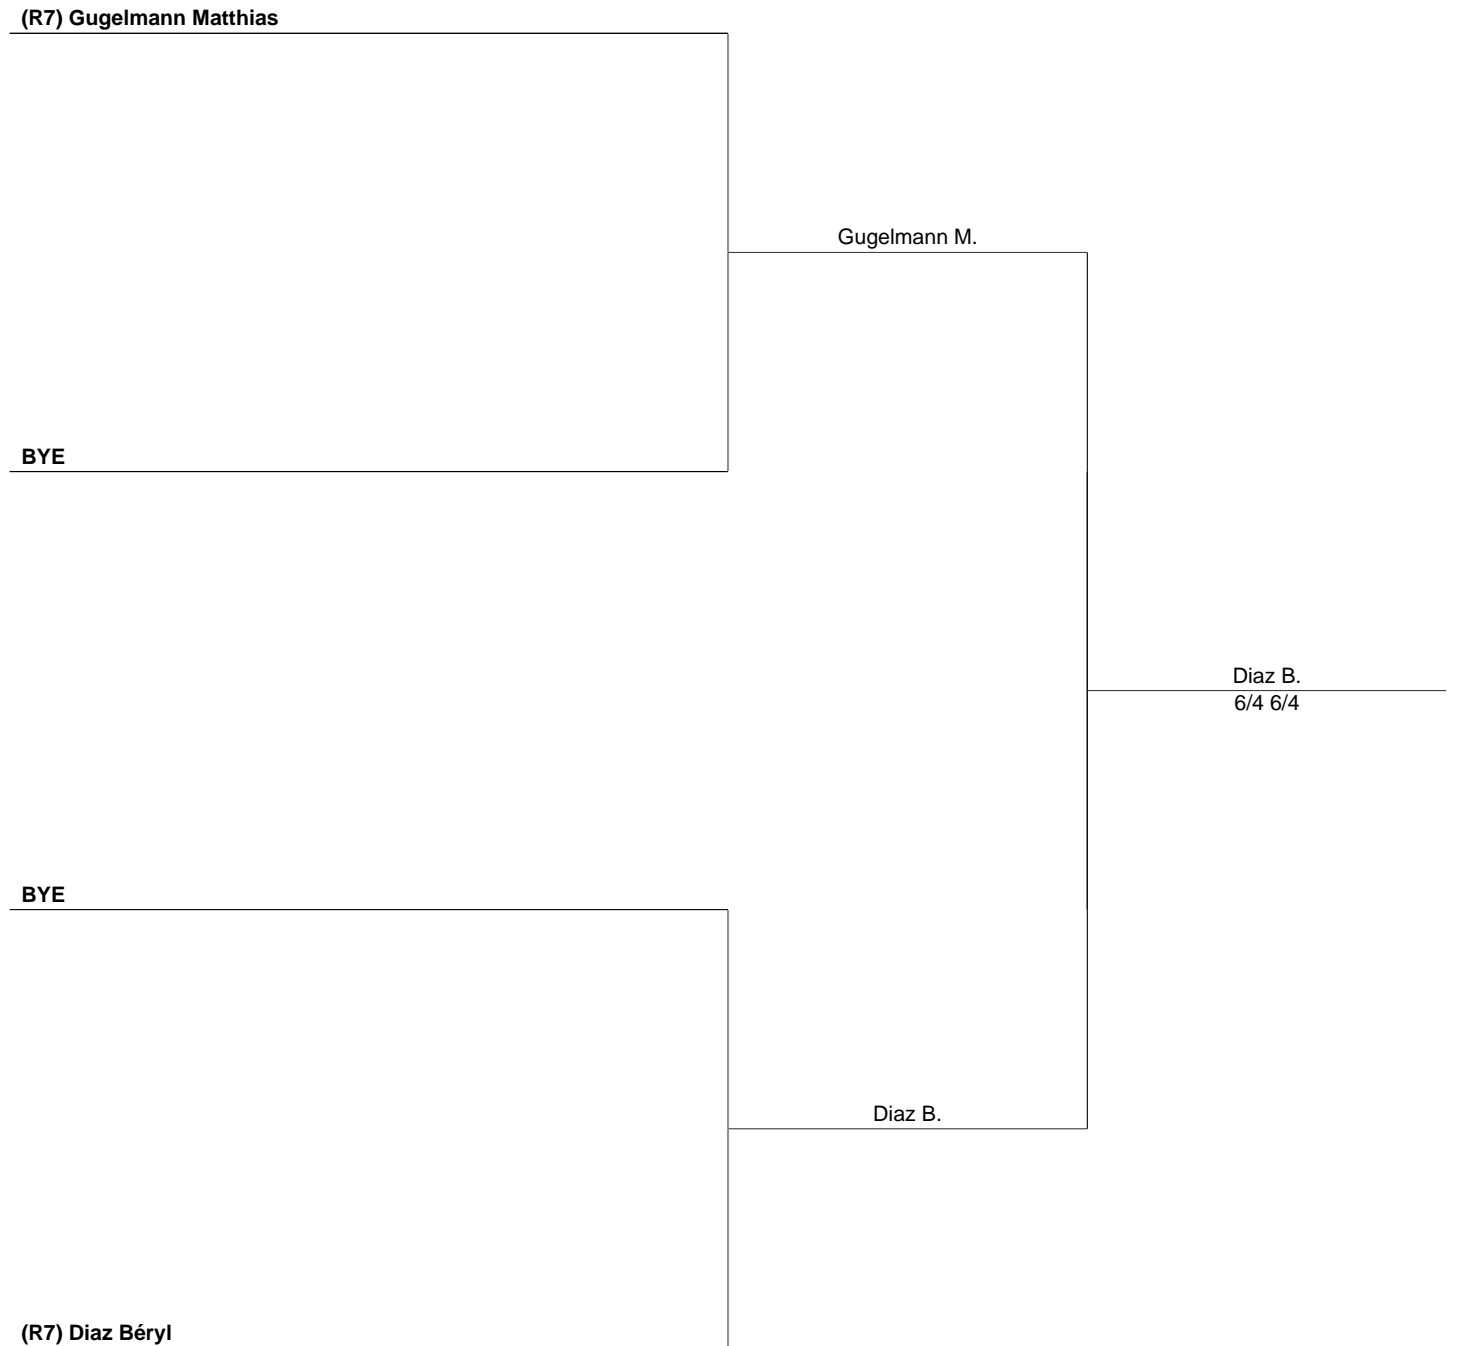 (R7) Gugelmann Matthias
Gugelmann M.
BYE
Diaz B.
6/4 6/4
BYE
Diaz B.
(R7) Diaz Béryl